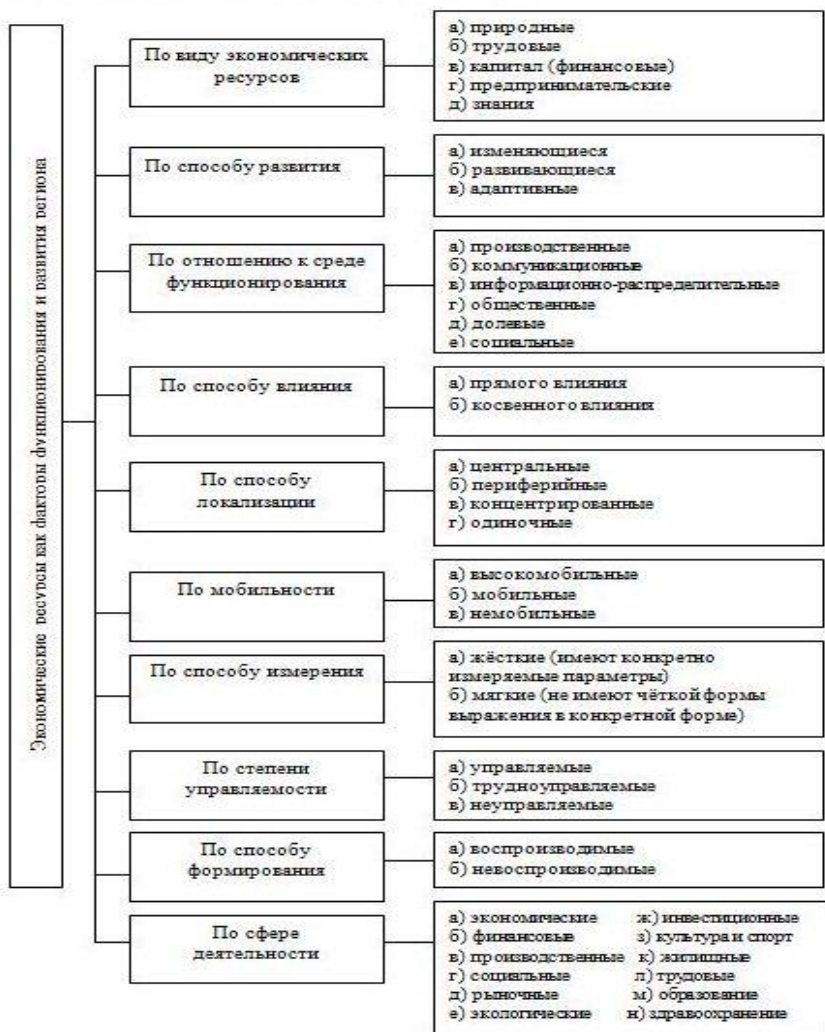 Экономические ресурсы как факторы функционирования и развития региона
По виду экономических
ресурсов
а) природные
б) трудовые
в) капитал (финансовые)
г) предпринимательские
д) знания
По способу развития
а) изменяющиеся
б) развивающиеся
в) адаптивные
По отношению к среде
функционирования
а) производственные
б) коммуникационные
в) информационно-распределительные
г) общественные
д) долевые
е) социальные
По способу влияния
а) прямого влияния
б) косвенного влияния
По способу
локализации
а) центральные
б) периферийные
в) концентрированные
г) одиночные
По мобильности
а) высокомобильные
б) мобильные
в) немобильные
По способу измерения
а) жёсткие (имеют конкретно
измеряемые параметры)
б) мягкие (не имеют чёткой формы
выражения в конкретной форме)
По степени
управляемости
а) управляемые
б) трудноуправляемые
в) неуправляемые
По способу
формирования
а) воспроизводимые
б) невоспроизводимые
По сфере
деятельности
а) экономические ж) инвестиционные
б) финансовые з) культура и спорт
в) производственные к) жилищные
г) социальные л) трудовые
д) рыночные м) образование
е) экологические н) здравоохранение